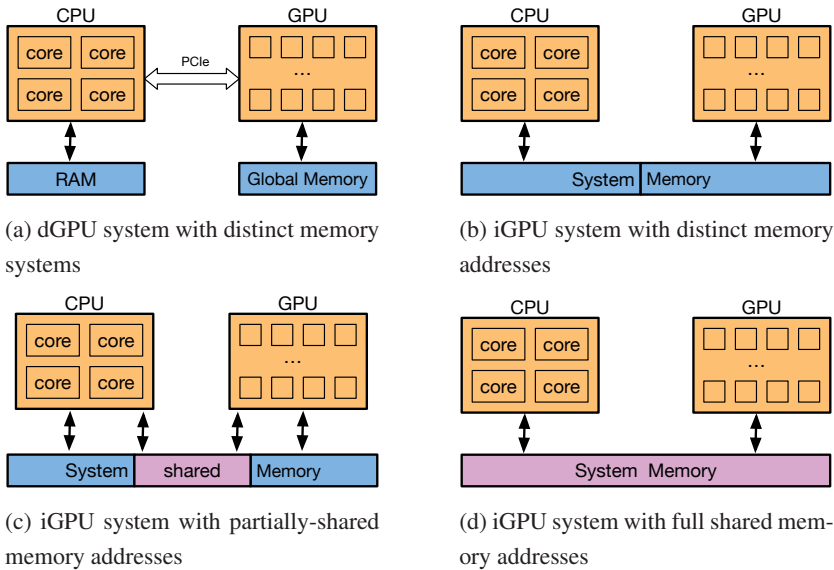 CPU GPU
core core
PCIe
...
core core
RAM Global Memory
(a) dGPU system with distinct memory
systems
CPU GPU
core core
...
core core
System Memory
(b) iGPU system with distinct memory
addresses
CPU GPU
core core
...
core core
System shared Memory
(c) iGPU system with partially-shared
memory addresses
CPU GPU
core core
...
core core
System Memory
(d) iGPU system with full shared mem-
ory addresses